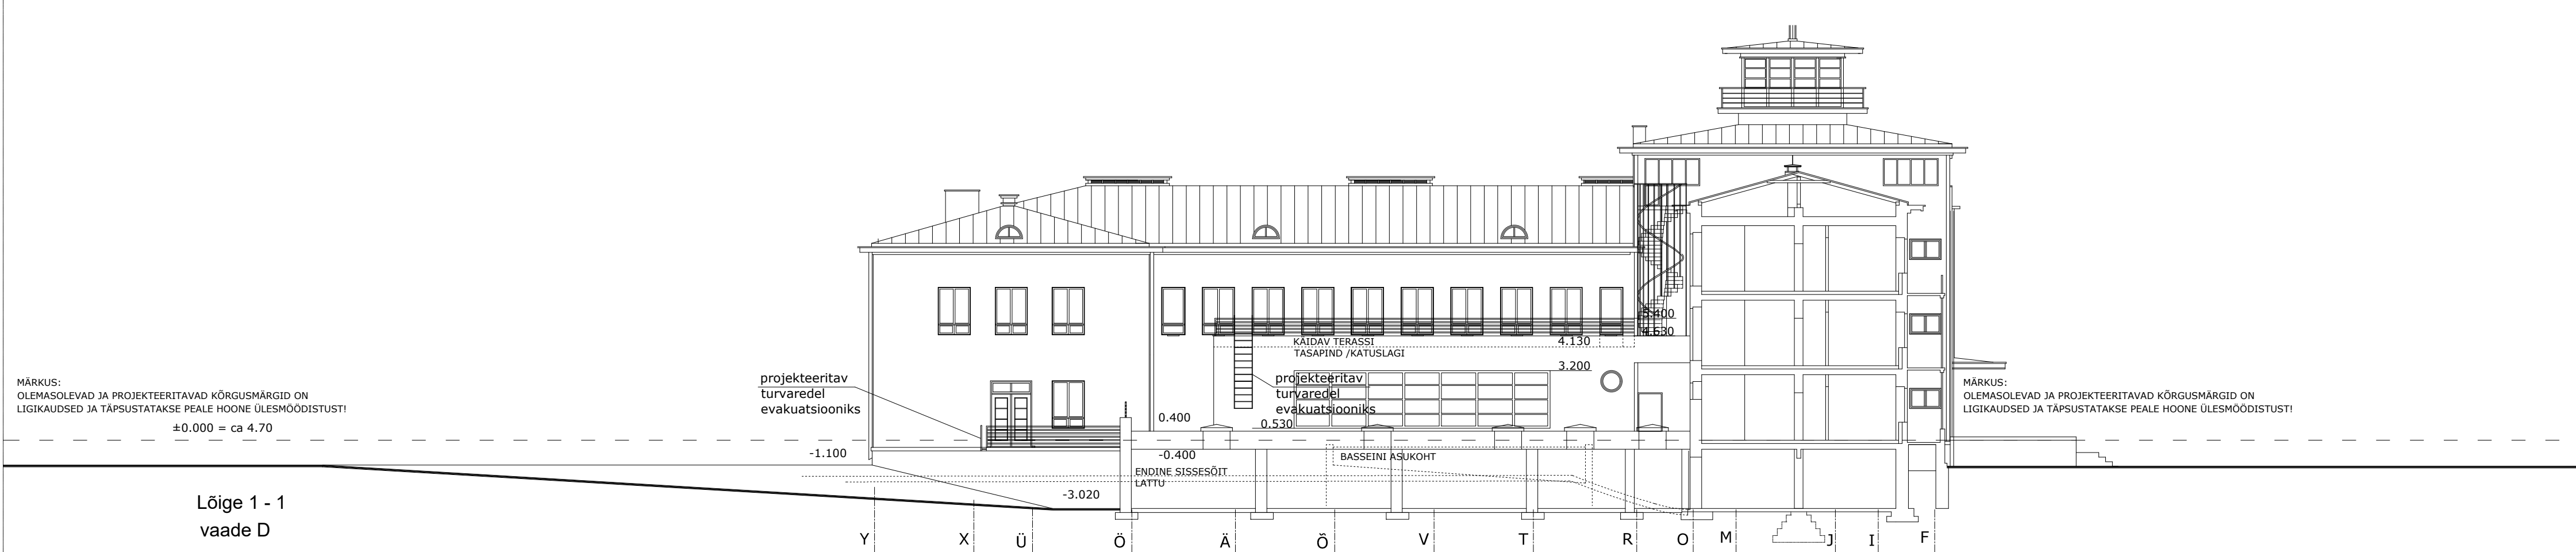 5.400
4.630
KÄIDAV TERASSI
TASAPIND /KATUSLAGI
4.130
3.200
MÄRKUS:
OLEMASOLEVAD JA PROJEKTEERITAVAD KÕRGUSMÄRGID ON
LIGIKAUDSED JA TÄPSUSTATAKSE PEALE HOONE ÜLESMÖÖDISTUST!
±0.000 = ca 4.70
projekteeritav
turvaredel
evakuatsiooniks
projekteeritav
turvaredel
evakuatsiooniks
MÄRKUS:
OLEMASOLEVAD JA PROJEKTEERITAVAD KÕRGUSMÄRGID ON
LIGIKAUDSED JA TÄPSUSTATAKSE PEALE HOONE ÜLESMÖÖDISTUST!
0.400
0.530
-1.100
-0.400
BASSEINI ASUKOHT
ENDINE SISSESÕIT
LATTU
-3.020
Lõige 1 - 1
vaade D
Y X Ü Ö Ä Õ V T R O M J I F